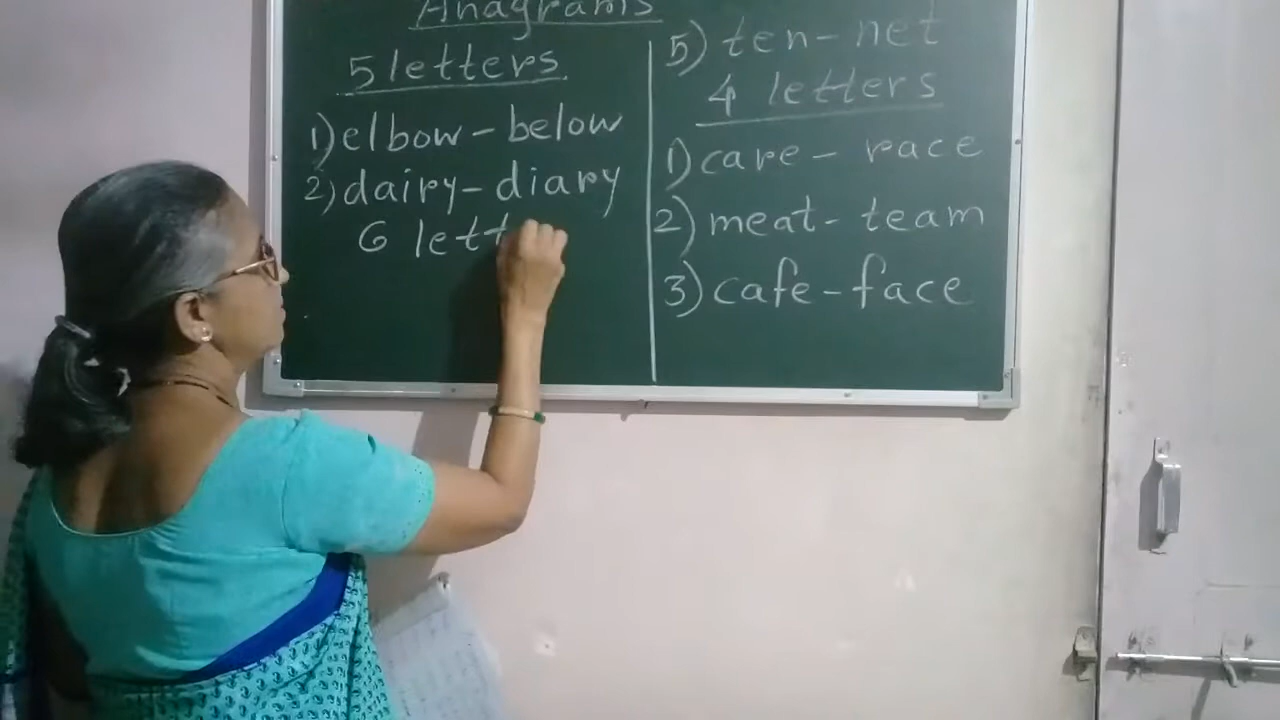 Anagrams
5 letters
1) elbow - below
2) dairy - diary
6 lett
5) ten - net
4 letters
1) care - race
2) meat - team
3) cafe - face